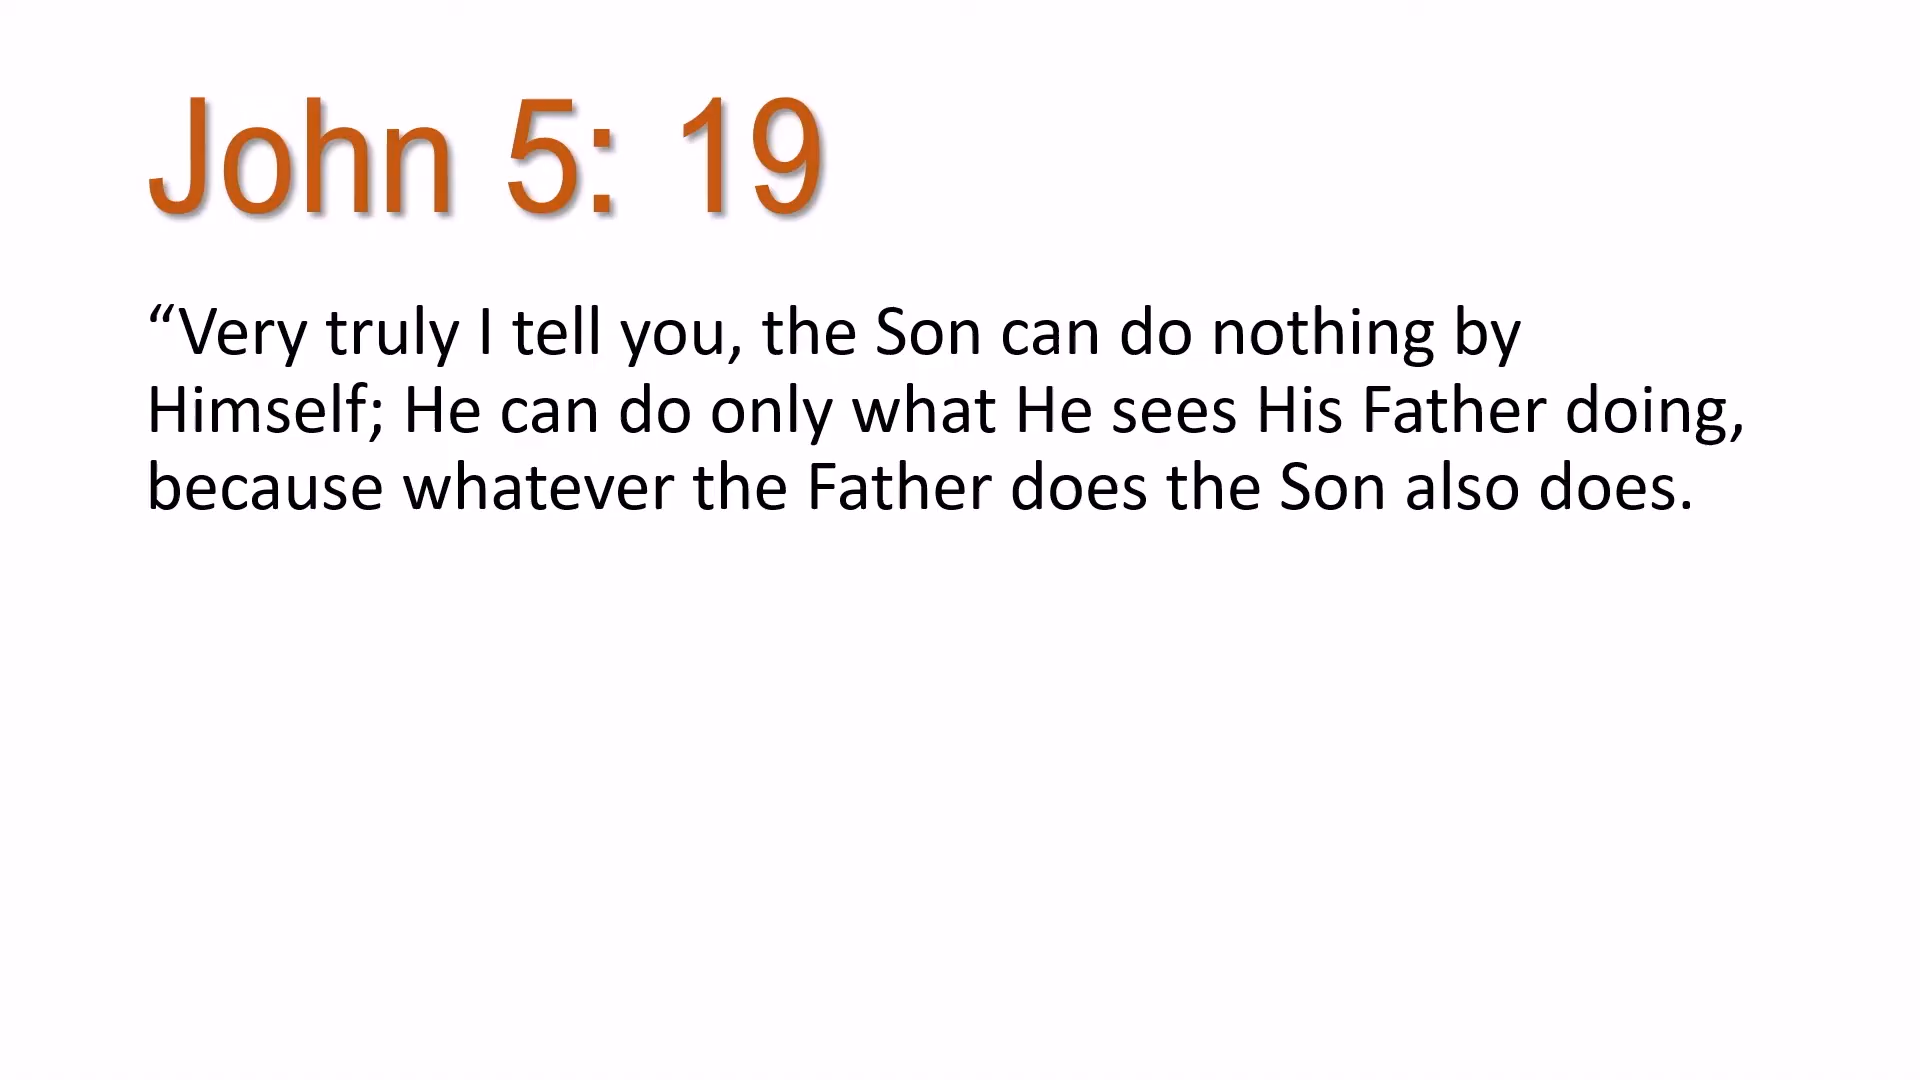 John 5: 19
“Very truly I tell you, the Son can do nothing by
Himself; He can do only what He sees His Father doing,
because whatever the Father does the Son also does.